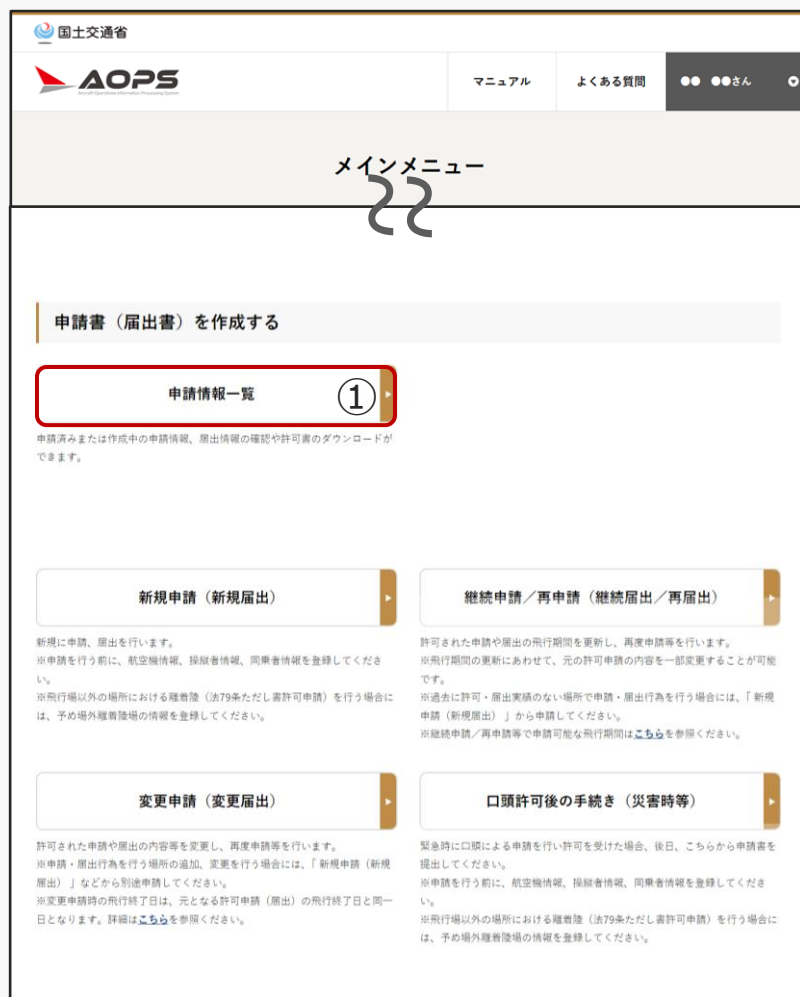 国土交通省
AOPS
マニュアル
よくある質問
●● ●●さん
メインメニュー
申請書（届出書）を作成する
申請情報一覧
①
申請済みまたは作成中の申請情報、届出情報の確認や許可書のダウンロードが
できます。
新規申請（新規届出）
新規に申請、届出を行います。
※申請を行う前に、航空機情報、操縦者情報、同乗者情報を登録してくださ
い。
※飛行場以外の場所における離着陸（法79条ただし書許可申請）を行う場合に
は、予め場外離着陸場の情報を登録してください。
継続申請／再申請（継続届出／再届出）
許可された申請や届出の飛行期間を更新し、再度申請等を行います。
※飛行期間の更新にあわせて、元の許可申請の内容を一部変更することが可能
です。
※過去に許可・届出実績のない場所で申請・届出行為を行う場合には、「新規
申請（新規届出）」から申請してください。
※継続申請／再申請等で申請可能な飛行期間はこちらを参照ください。
変更申請（変更届出）
許可された申請や届出の内容等を変更し、再度申請等を行います。
※申請・届出行為を行う場所の追加、変更を行う場合には、「新規申請（新規
届出）」などから別途申請してください。
※変更申請時の飛行終了日は、元となる許可申請（届出）の飛行終了日と同一
日となります。詳細はこちらを参照ください。
口頭許可後の手続き（災害時等）
緊急時に口頭による申請を行い許可を受けた場合、後日、こちらから申請書を
提出してください。
※申請を行う前に、航空機情報、操縦者情報、同乗者情報を登録してくださ
い。
※飛行場以外の場所における離着陸（法79条ただし書許可申請）を行う場合に
は、予め場外離着陸場の情報を登録してください。